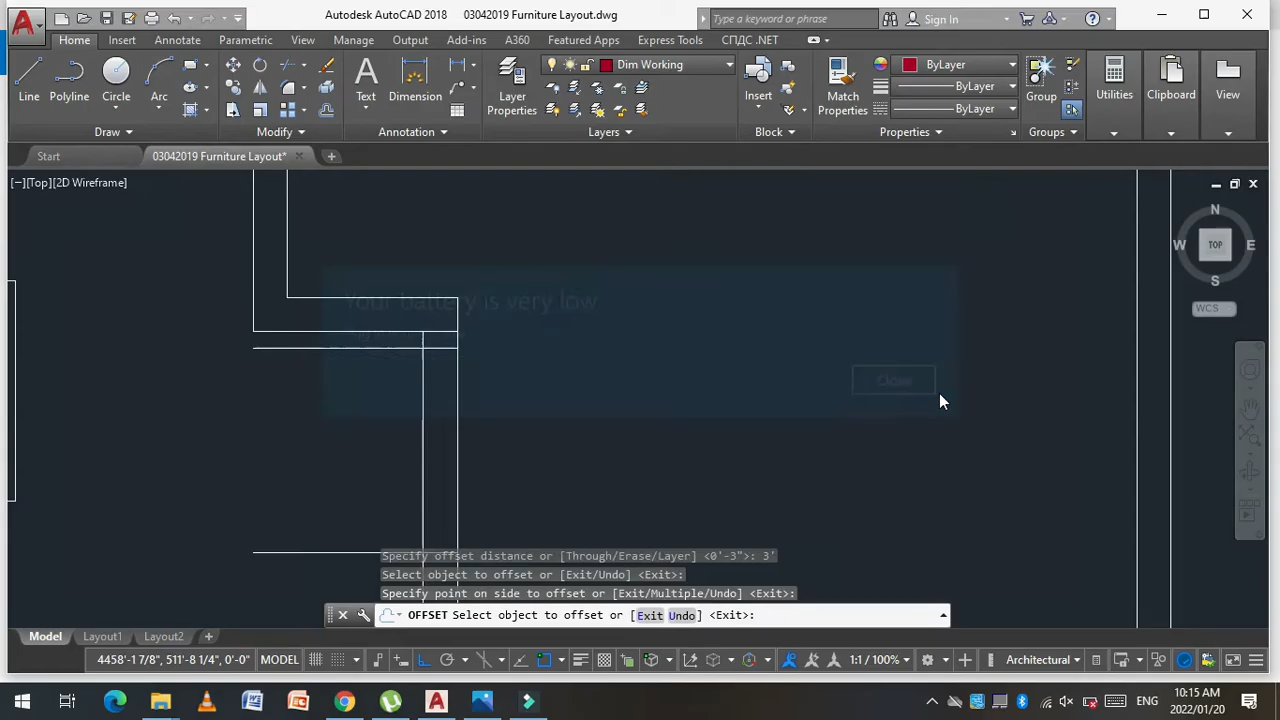 Autodesk AutoCAD 2018 03042019 Furniture Layout.dwg
Type a keyword or phrase
Sign In
Home Insert Annotate Parametric View Manage Output Add-ins A360 Featured Apps Express Tools СПДС .NET
Dim Working
ByLayer
ByLayer
ByLayer
Line Polyline Circle Arc
Text Dimension
Layer Properties
Insert
Match Properties
Group
Utilities
Clipboard
View
Draw Modify Annotation Layers Block Properties Groups
Start 03042019 Furniture Layout*
[−][Top][2D Wireframe]
N
W TOP E
S
WCS
Your battery is very low
Close
Specify offset distance or [Through/Erase/Layer] <0'-3">: 3'
Select object to offset or [Exit/Undo] <Exit>:
Specify point on side to offset or [Exit/Multiple/Undo] <Exit>:
OFFSET Select object to offset or [Exit Undo] <Exit>:
Model Layout1 Layout2
4458'-1 7/8", 511'-8 1/4", 0'-0" MODEL 1:1 / 100% Architectural
10:15 AM
ENG
2022/01/20